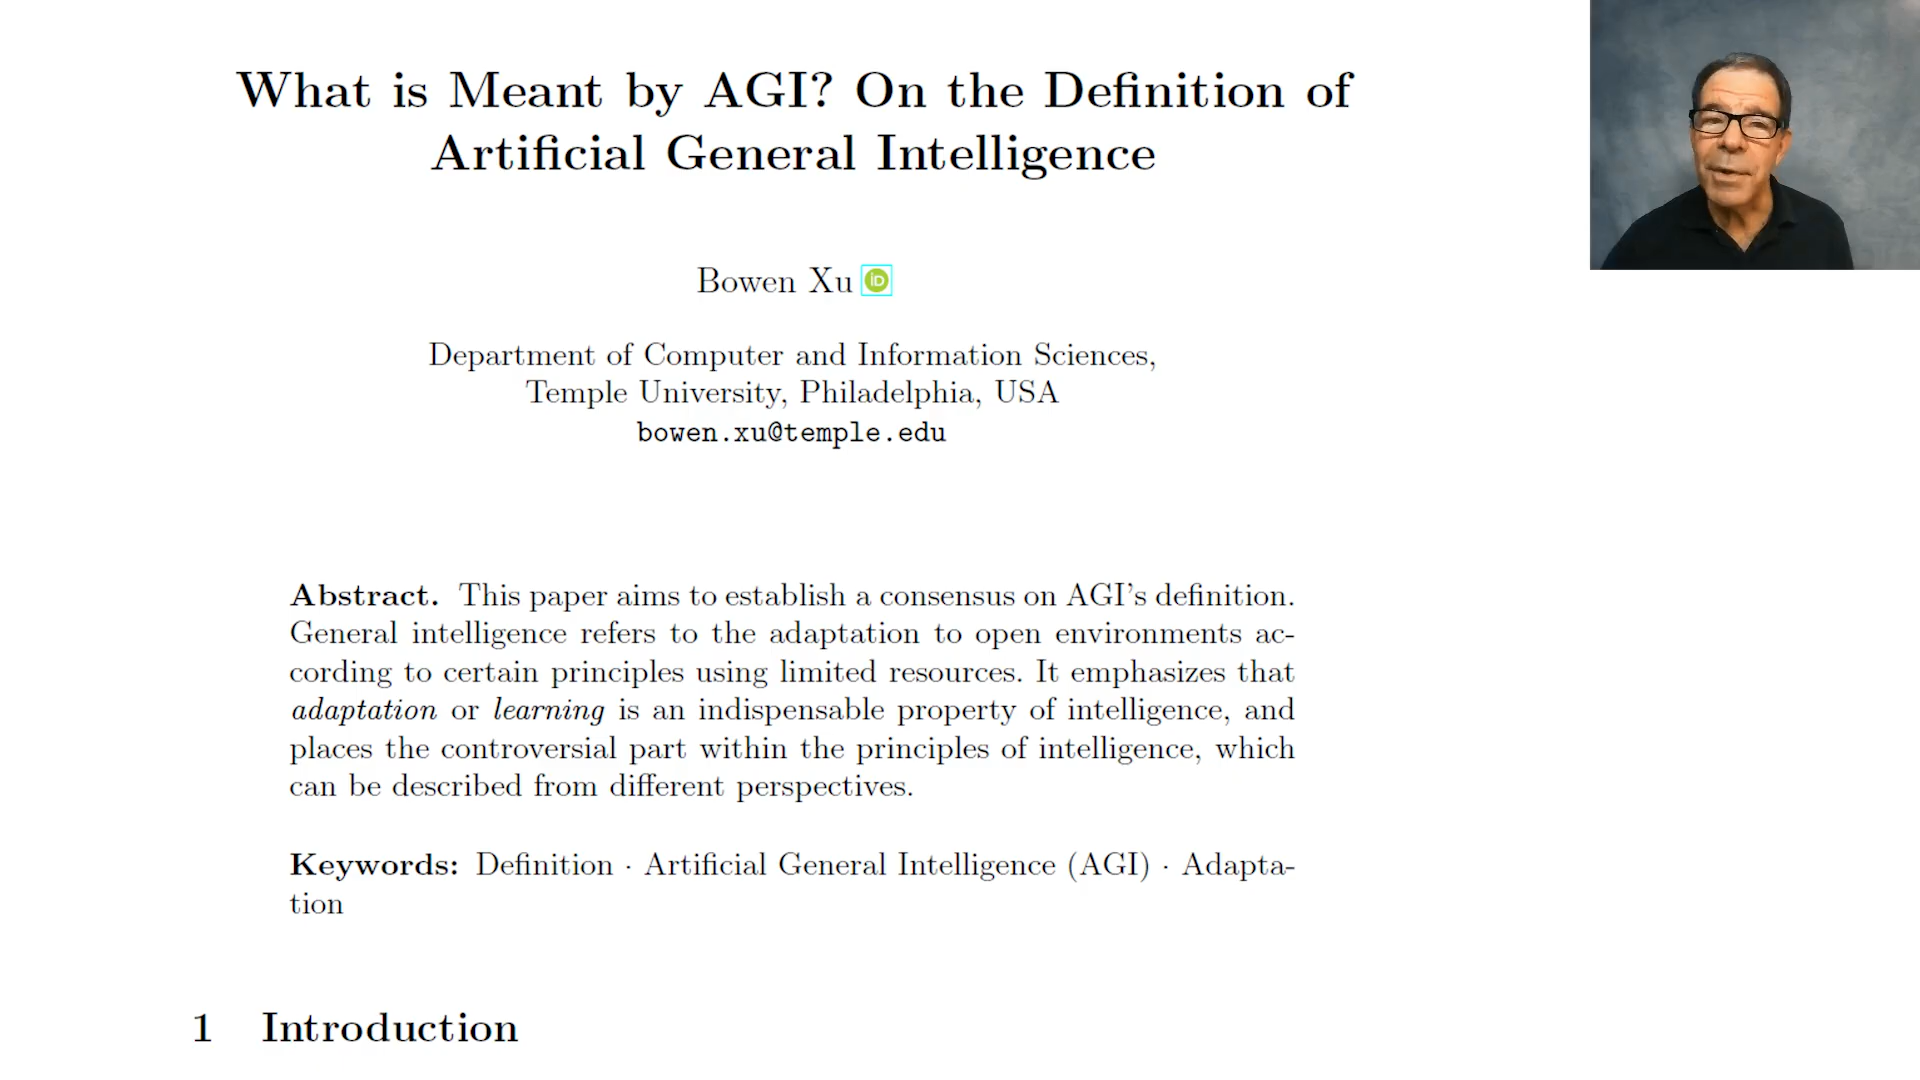 What is Meant by AGI? On the Definition of
Artificial General Intelligence
Bowen Xu iD
Department of Computer and Information Sciences,
Temple University, Philadelphia, USA
bowen.xu@temple.edu
Abstract. This paper aims to establish a consensus on AGI's definition.
General intelligence refers to the adaptation to open environments ac-
cording to certain principles using limited resources. It emphasizes that
adaptation or learning is an indispensable property of intelligence, and
places the controversial part within the principles of intelligence, which
can be described from different perspectives.
Keywords: Definition · Artificial General Intelligence (AGI) · Adapta-
tion
1 Introduction